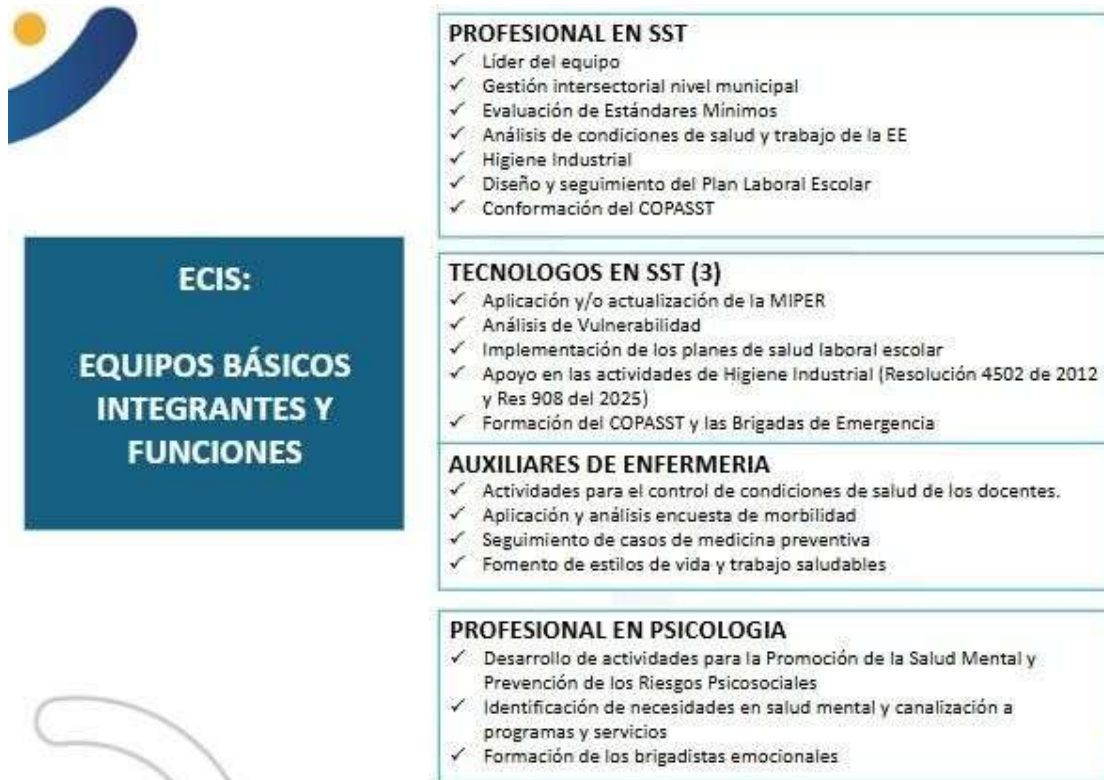 ECIS:
EQUIPOS BÁSICOS
INTEGRANTES Y
FUNCIONES
PROFESIONAL EN SST
✓ Líder del equipo
✓ Gestión intersectorial nivel municipal
✓ Evaluación de Estándares Mínimos
✓ Análisis de condiciones de salud y trabajo de la EE
✓ Higiene Industrial
✓ Diseño y seguimiento del Plan Laboral Escolar
✓ Conformación del COPASST
TECNOLOGOS EN SST (3)
✓ Aplicación y/o actualización de la MIPER
✓ Análisis de Vulnerabilidad
✓ Implementación de los planes de salud laboral escolar
✓ Apoyo en las actividades de Higiene Industrial (Resolución 4502 de 2012
y Res 908 del 2025)
✓ Formación del COPASST y las Brigadas de Emergencia
AUXILIARES DE ENFERMERIA
✓ Actividades para el control de condiciones de salud de los docentes.
✓ Aplicación y análisis encuesta de morbilidad
✓ Seguimiento de casos de medicina preventiva
✓ Fomento de estilos de vida y trabajo saludables
PROFESIONAL EN PSICOLOGIA
✓ Desarrollo de actividades para la Promoción de la Salud Mental y
Prevención de los Riesgos Psicosociales
✓ Identificación de necesidades en salud mental y canalización a
programas y servicios
✓ Formación de los brigadistas emocionales